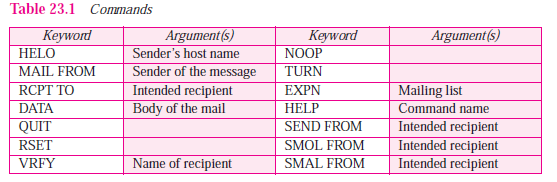 Table 23.1 Commands
Keyword Argument(s) Keyword Argument(s)
HELO Sender's host name NOOP
MAIL FROM Sender of the message TURN
RCPT TO Intended recipient EXPN Mailing list
DATA Body of the mail HELP Command name
QUIT SEND FROM Intended recipient
RSET SMOL FROM Intended recipient
VRFY Name of recipient SMAL FROM Intended recipient